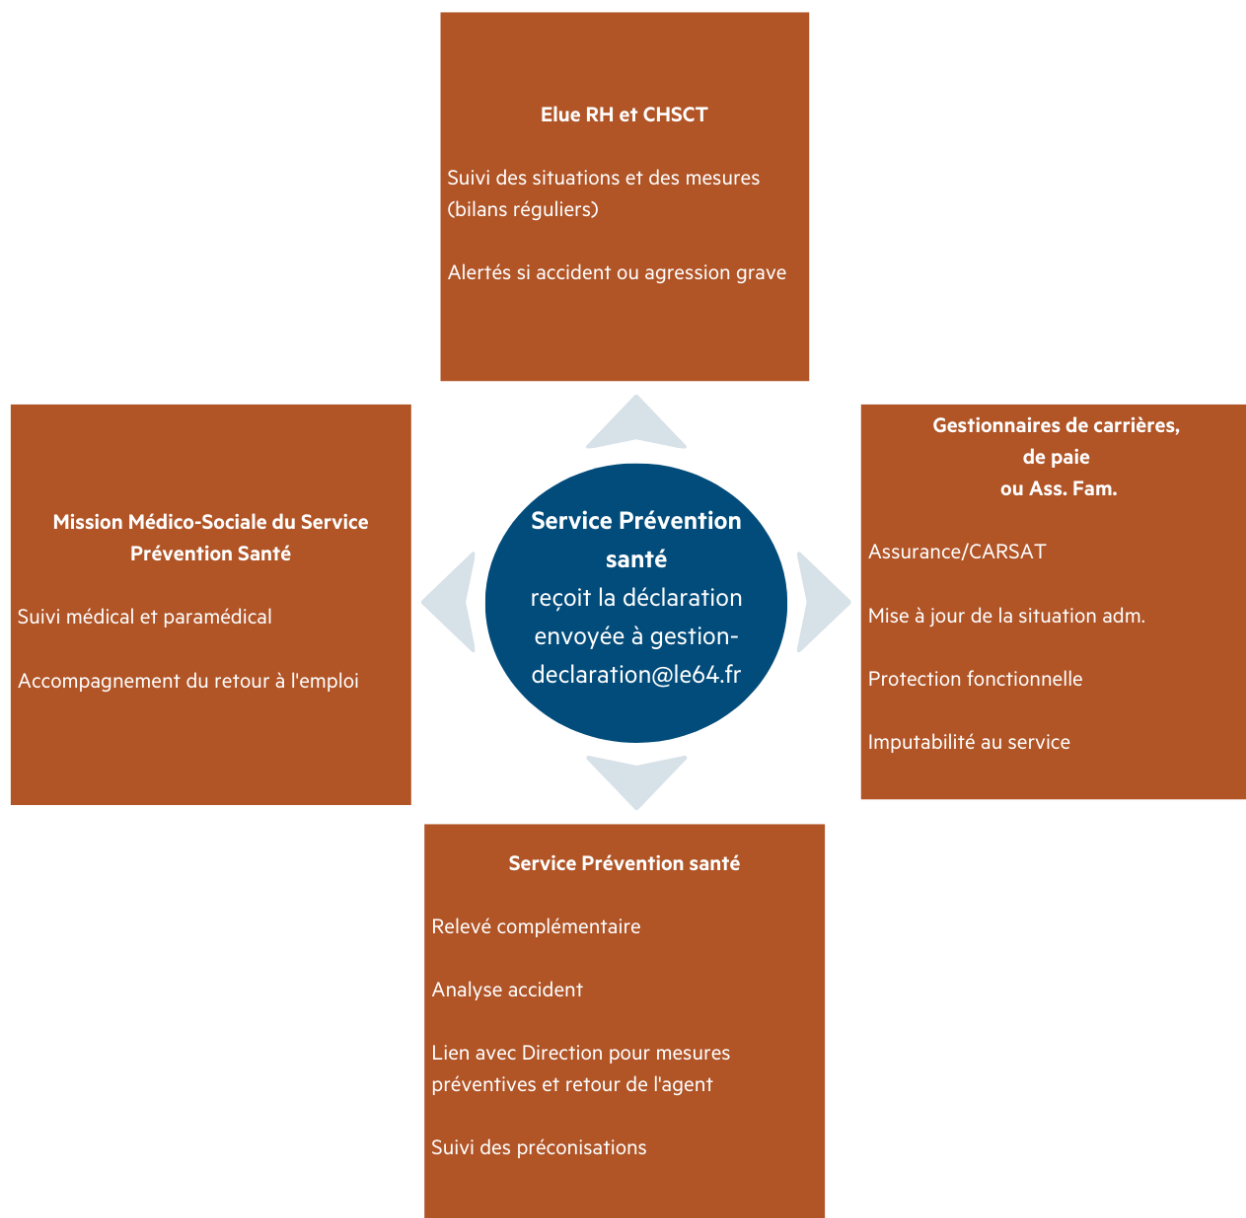 Elue RH et CHSCT
Suivi des situations et des mesures
(bilans réguliers)
Alertés si accident ou agression grave
Mission Médico-Sociale du Service
Prévention Santé
Suivi médical et paramédical
Accompagnement du retour à l'emploi
Service Prévention
santé
reçoit la déclaration
envoyée à gestion-
declaration@le64.fr
Gestionnaires de carrières,
de paie
ou Ass. Fam.
Assurance/CARSAT
Mise à jour de la situation adm.
Protection fonctionnelle
Imputabilité au service
Service Prévention santé
Relevé complémentaire
Analyse accident
Lien avec Direction pour mesures
préventives et retour de l'agent
Suivi des préconisations